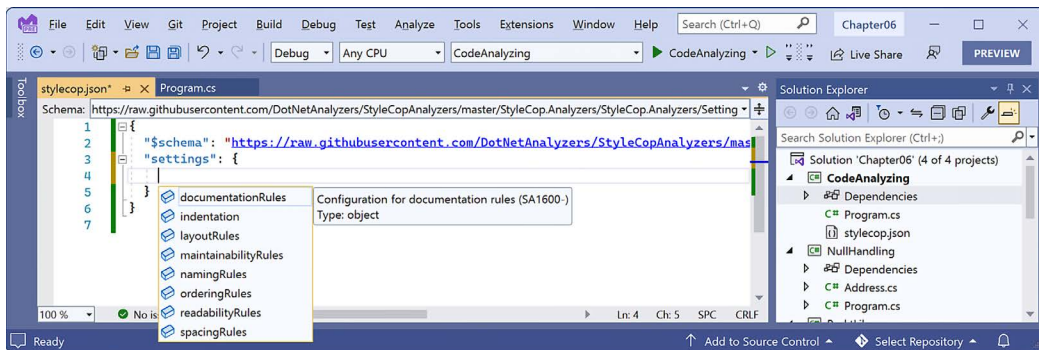 File Edit View Git Project Build Debug Test Analyze Tools Extensions Window Help Search (Ctrl+Q) Chapter06
Debug Any CPU CodeAnalyzing CodeAnalyzing Live Share PREVIEW
Toolbox
stylecop.json* Program.cs
Schema: https://raw.githubusercontent.com/DotNetAnalyzers/StyleCopAnalyzers/master/StyleCop.Analyzers/StyleCop.Analyzers/Setting
1 {
2 "$schema": "https://raw.githubusercontent.com/DotNetAnalyzers/StyleCopAnalyzers/mas
3 "settings": {
4
5 }
6 }
7
documentationRules
indentation
layoutRules
maintainabilityRules
namingRules
orderingRules
readabilityRules
spacingRules
Configuration for documentation rules (SA1600-)
Type: object
100 % No is Ln: 4 Ch: 5 SPC CRLF
Solution Explorer
Search Solution Explorer (Ctrl+;)
Solution 'Chapter06' (4 of 4 projects)
C# CodeAnalyzing
Dependencies
C# Program.cs
stylecop.json
C# NullHandling
Dependencies
C# Address.cs
C# Program.cs
Ready Add to Source Control Select Repository